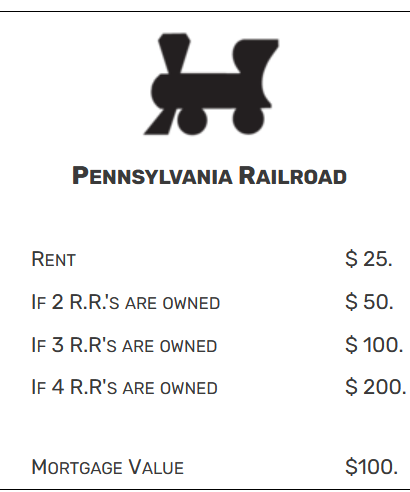 Pennsylvania Railroad
Rent $ 25.
If 2 R.R.'s are owned $ 50.
If 3 R.R's are owned $ 100.
If 4 R.R's are owned $ 200.
Mortgage Value $100.